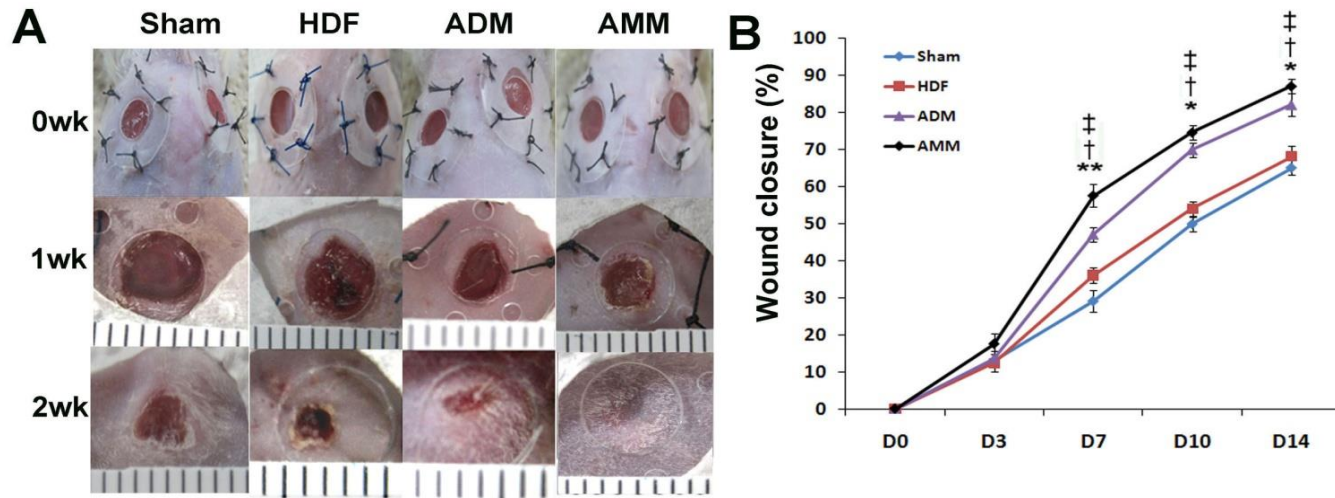 A
Sham HDF ADM AMM
0wk
1wk
2wk
B
Wound closure (%)
100
90
80
70
60
50
40
30
20
10
0
Sham
HDF
ADM
AMM
‡
†
**
‡
†
*
‡
†
*
D0 D3 D7 D10 D14